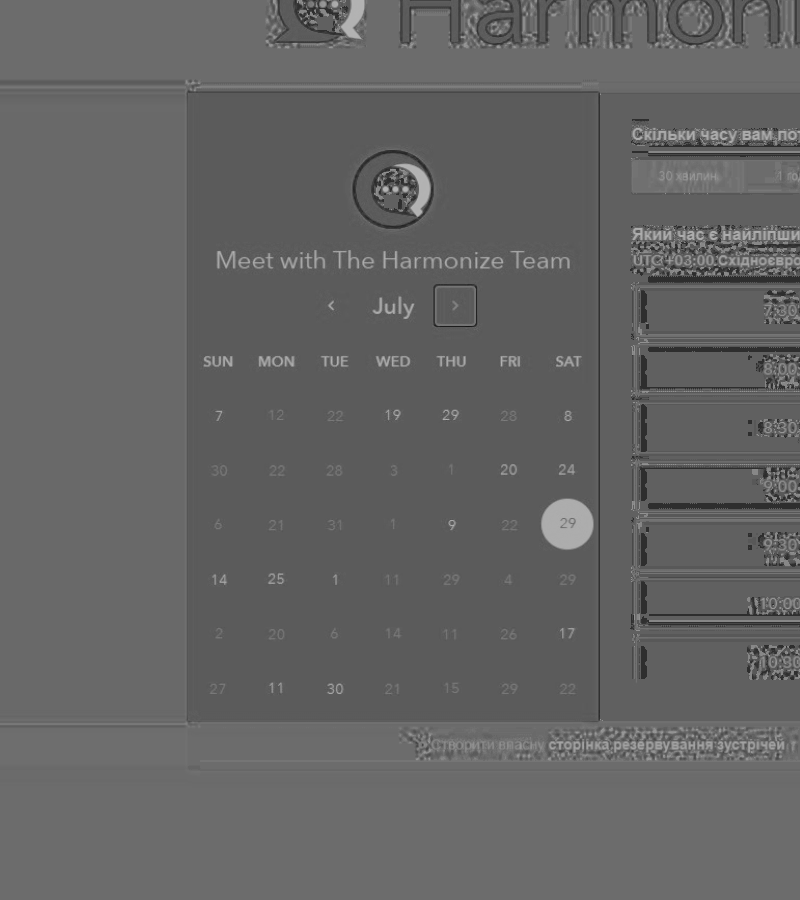 Harmoni
Meet with The Harmonize Team
July
SUN MON TUE WED THU FRI SAT
7 12 22 19 29 28 8
30 22 28 3 1 20 24
6 21 31 1 9 22 29
14 25 1 11 29 4 29
2 20 6 14 11 26 17
27 11 30 21 15 29 22
Скільки часу вам пот
30 хвилин 1 го
Який час є найліпши
UTC +03:00 Східноєвро
7:30
8:00
8:30
9:00
9:30
10:00
10:30
Створити власну сторінка резервування зустрічей